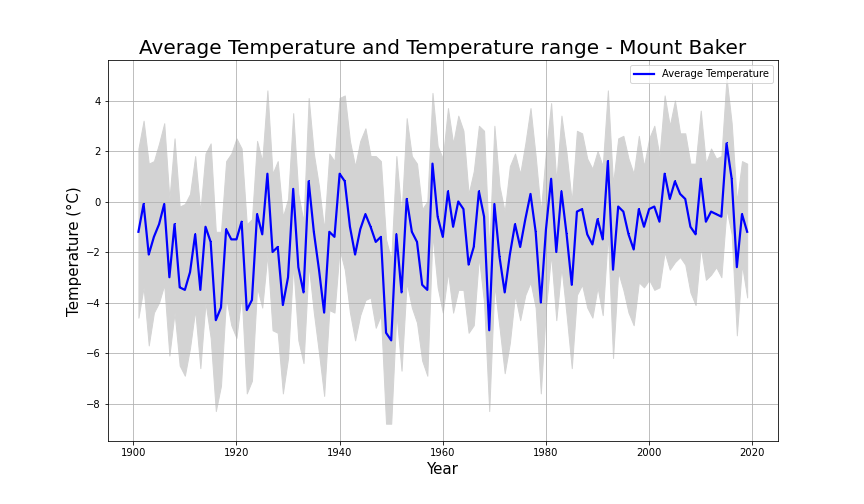 Average Temperature and Temperature range - Mount Baker
Average Temperature
Temperature (°C)
4
2
0
−2
−4
−6
−8
1900 1920 1940 1960 1980 2000 2020
Year